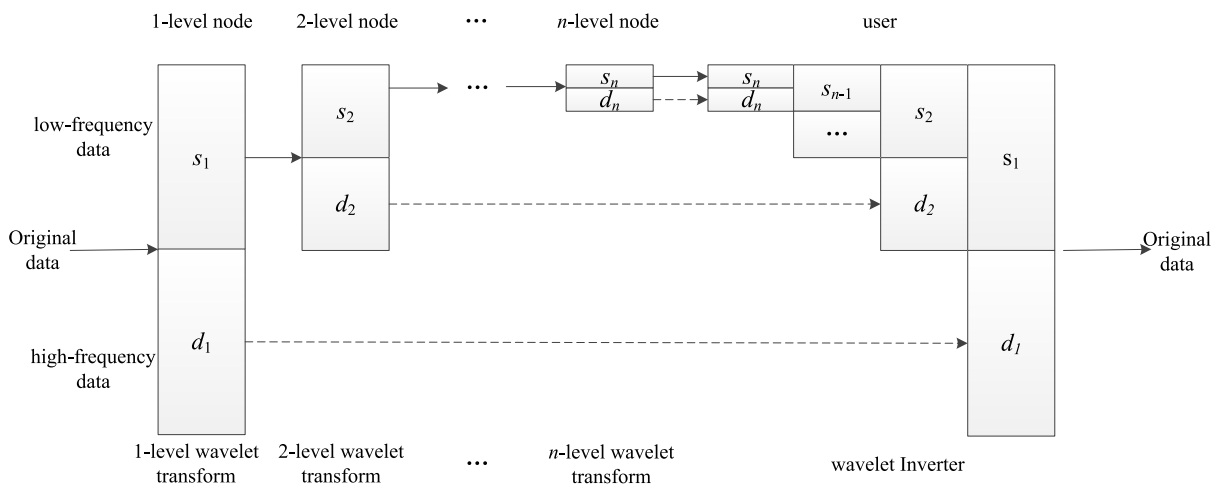 1-level node 2-level node ... n-level node user
s₁
s₂
sₙ
dₙ
sₙ
dₙ
sₙ₋₁
...
s₂
s₁
...
low-frequency
data
d₂
d₂
Original
data
Original
data
d₁
d₁
high-frequency
data
1-level wavelet
transform
2-level wavelet
transform
...
n-level wavelet
transform
wavelet Inverter